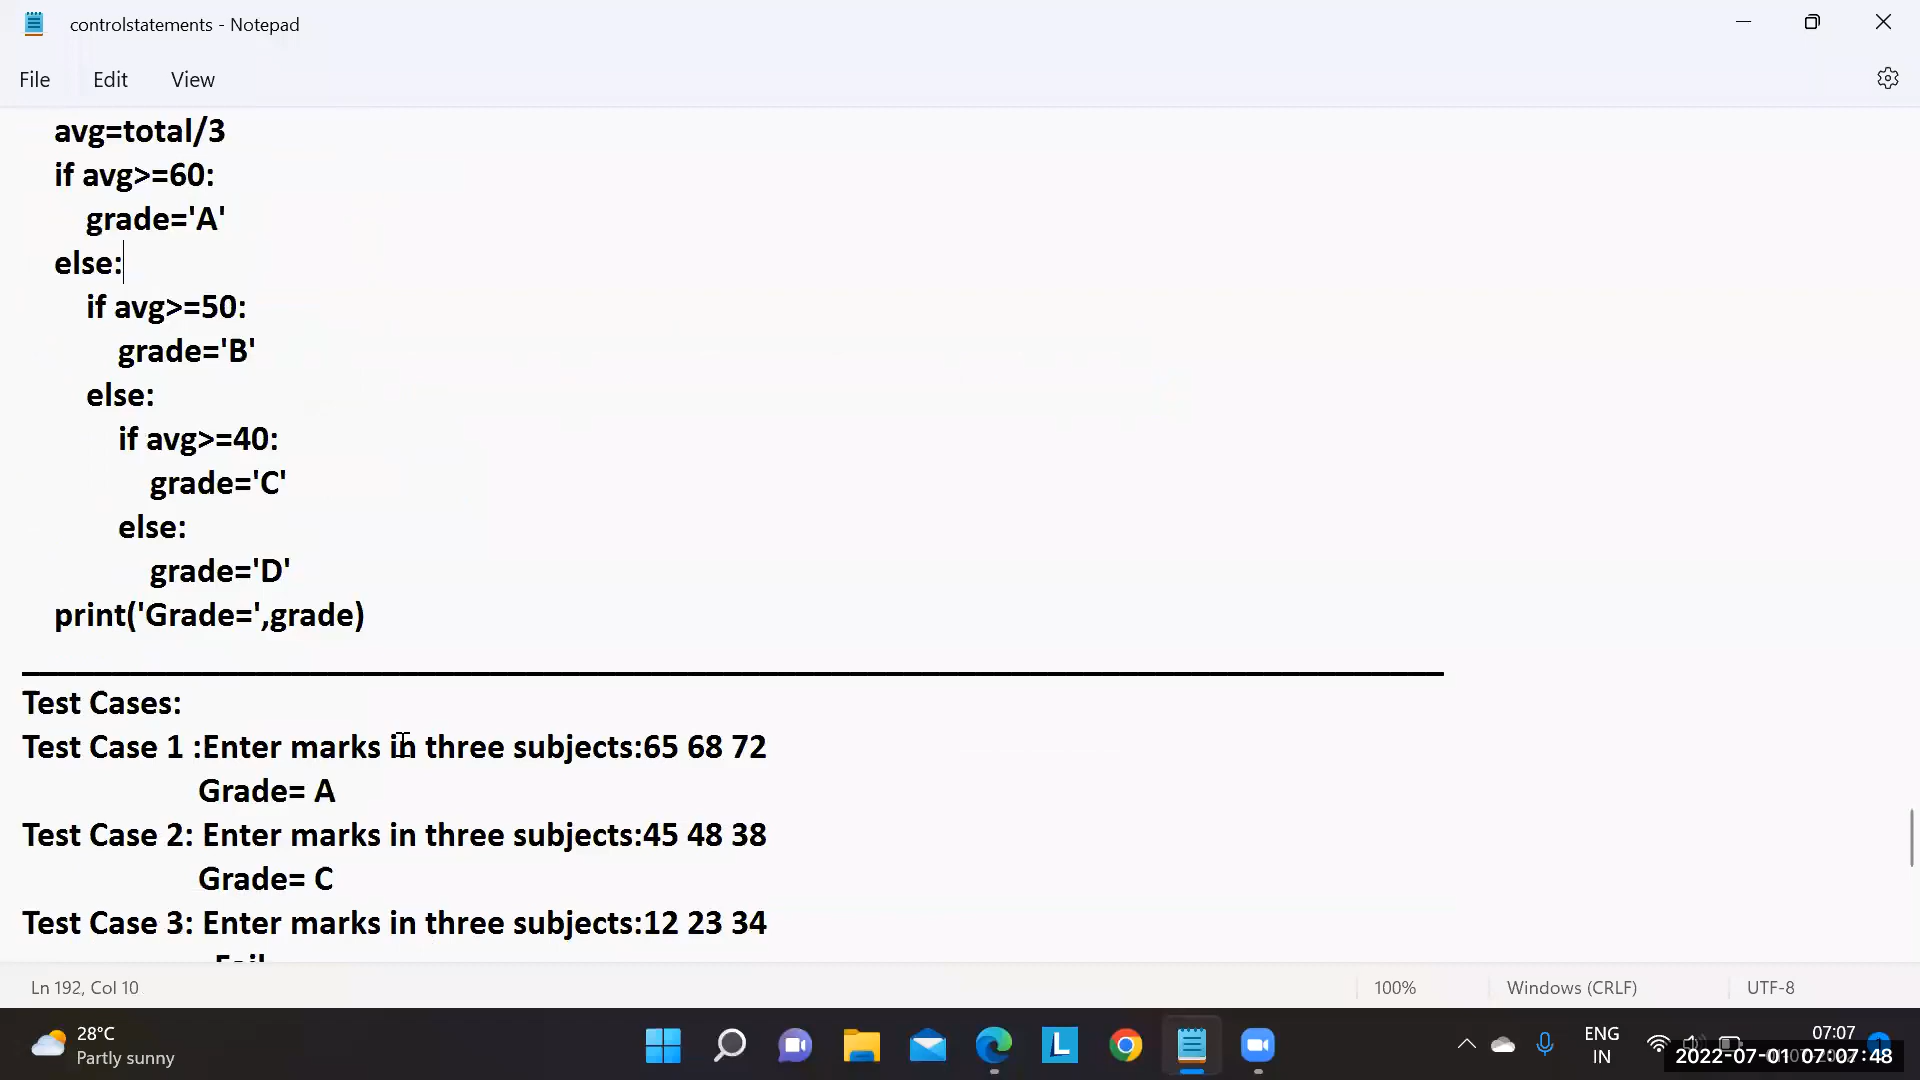 controlstatements - Notepad
File Edit View
avg=total/3
if avg>=60:
grade='A'
else:
if avg>=50:
grade='B'
else:
if avg>=40:
grade='C'
else:
grade='D'
print('Grade=',grade)
Test Cases:
Test Case 1 :Enter marks in three subjects:65 68 72
Grade= A
Test Case 2: Enter marks in three subjects:45 48 38
Grade= C
Test Case 3: Enter marks in three subjects:12 23 34
Fail
Ln 192, Col 10 100% Windows (CRLF) UTF-8
28°C
Partly sunny
ENG
IN
07:07
2022-07-01 07:07:48